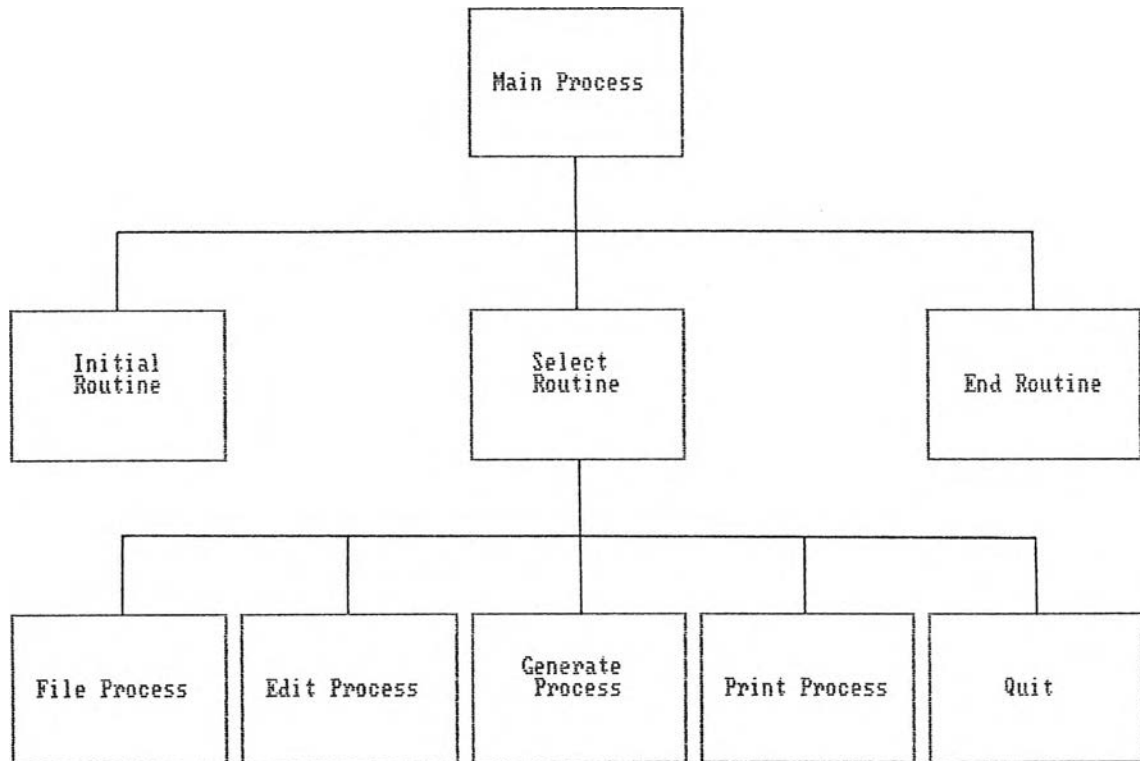 Main Process
Initial
Routine
Select
Routine
End Routine
File Process
Edit Process
Generate
Process
Print Process
Quit